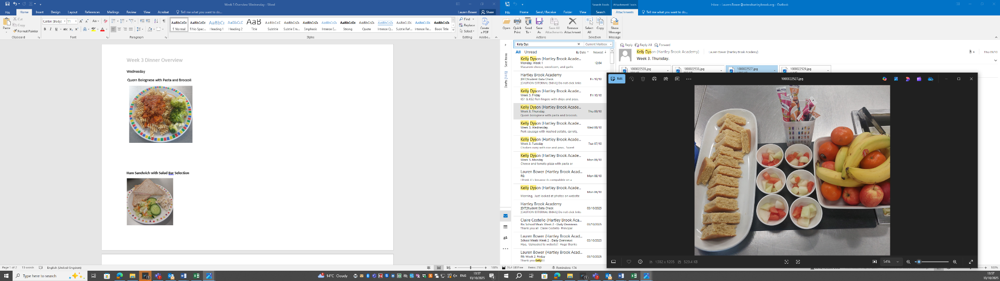 Week 3 Overview Wednesday - Word
File Home Insert Design Layout References Mailings Review View Acrobat Tell me what you want to do...
Lauren Bower Share
Paste Cut Copy Format Painter Clipboard
Calibri (Body) 11 Font
Paragraph
¶ Normal ¶ No Spac... Heading 1 Heading 2 Title Subtitle Subtle Em... Emphasis Intense E... Strong Quote Intense Q... Subtle Ref... Intense Re... Book Title
Styles
Find Replace Select Editing
Create a PDF Adobe...
Week 3 Dinner Overview
Wednesday
Quorn Bolognese with Pasta and Broccoli
Ham Sandwich with Salad Bar Selection
Page 1 of 2 13 words English (United Kingdom)
100%
Type here to search
14°C Cloudy
ENG 13:57
13/10/2025
Search Tools Attachment Tools
Inbox - Lauren.Bower@astreahartleybrook.org - Outlook
File Home Send / Receive Folder View Search Attachments Tell me what you want to do...
Open Quick Print Send To Save As Save All Attachments Remove Attachment Select All Copy Show Message
Actions Selection Message
Kelly Dys Current Mailbox
All Unread By Date Newest
Sent Items
Drafts [146]
Kelly Dyson (Hartley Brook Acade...
Monday. Week 1 12:04
Macaroni cheese, sweetcorn, and garlic
Hartley Brook Academy
[EXT]Student Data Check Fri 10/10
[CAUTION EXTERNAL EMAIL] Do not click links
Kelly Dyson (Hartley Brook Acade...
Week 3. Friday Fri 10/10
KS1 & KS2 Fish fingers with chips and peas.
Kelly Dyson (Hartley Brook Acade...
Week 3. Thursday. Thu 09/10
Quorn bolognese with pasta and broccoli.
Kelly Dyson (Hartley Brook Acade...
Week 3. Wednesday. Wed 08/10
Pork sausage with mashed potato, carrots,
Kelly Dyson (Hartley Brook Acade...
Week 3. Tuesday Tue 07/10
Chicken curry with rice and peas. Sweet
Kelly Dyson (Hartley Brook Acade...
Week 3. Monday Mon 06/10
Cheese and tomato pizza with pasta or
Lauren Bower (Hartley Brook Acad...
RE: Mon 06/10
I think it's because its compatible on a
Kelly Dyson (Hartley Brook Acade...
Mon 06/10
Morning, Just looked at photos on website
Hartley Brook Academy
[EXT]Student Data Check 03/10/2025
[CAUTION EXTERNAL EMAIL] Do not click links
Claire Costello (Hartley Brook Aca...
Re: School Meals Week 2 - Daily Overviews 03/10/2025
Thank you all Claire Costello Principal
Lauren Bower (Hartley Brook Acad...
School Meals Week 2 - Daily Overviews 03/10/2025
Hiya, Uploaded to website!! Huge thanks
Lauren Bower (Hartley Brook Acad...
RE: Week 2. Friday 03/10/2025
Thank you Kelly!!!
Reply Reply All Forward
Kelly Dyson (Hartley Brook Academy) Lauren Bower (Hartley Brook Academy)
4 Thu 09/10
Week 3. Thursday.
1000022528.jpg 1000022533.jpg 1000022527.jpg 1000022529.jpg
Edit
1000022527.jpg
1382 x 1205 529.4 KB
54%
26.4 GB Free Items: 250 Reminders: 174
100%
13:57
13/10/2025